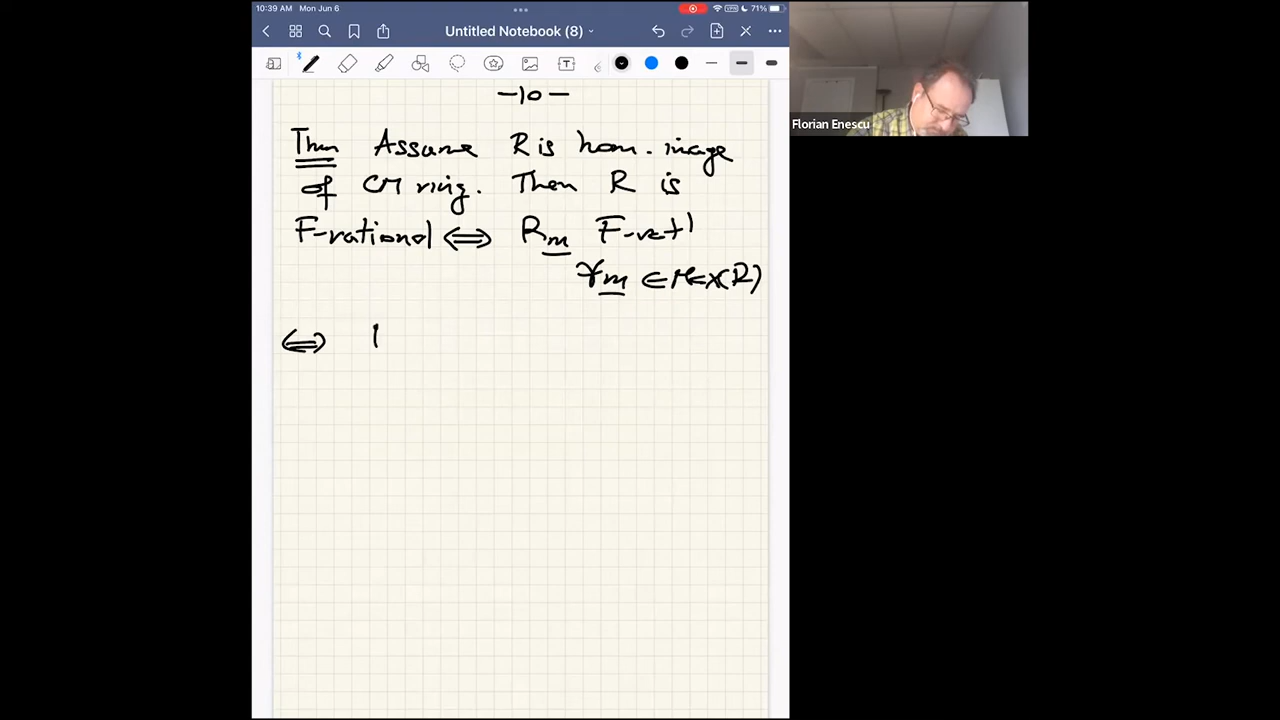 10:39 AM Mon Jun 6
VPN 71%
Untitled Notebook (8)
T
Florian Enescu
—10—
Thm Assume R is hom. image
of CM ring. Then R is
F-rational ⟺ R_m F-rat'l
∀ m ∈ Max(R)
⟺